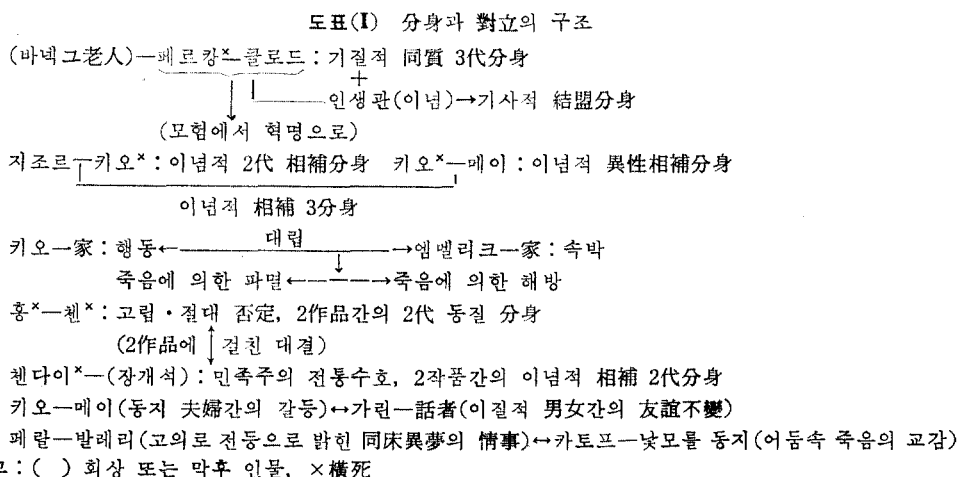 도표(I) 分身과 對立의 구조
(바넥그老人)—페르캉×—클로드 : 기질적 同質 3代分身
+
인생관(이념)→기사적 結盟分身
(모험에서 혁명으로)
지조르—키오× : 이념적 2代 相補分身 키오×—메이 : 이념적 異性相補分身
이념적 相補 3分身
키오一家 : 행동←대립→엠멜리크一家 : 속박
죽음에 의한 파멸←———→죽음에 의한 해방
홍×—첸× : 고립·절대 否定, 2作品간의 2代 동질 分身
(2作品에 걸친 대결)
첸다이×—(장개석) : 민족주의 전통수호, 2작품간의 이념적 相補 2代分身
키오—메이(동지 夫婦간의 갈등)↔가린—話者(이질적 男女간의 友誼不變)
페랄—발레리(고의로 전등으로 밝힌 同床異夢의 情事)↔카토프—낯모를 동지(어둠속 죽음의 교감)
: ( ) 회상 또는 막후 인물, ×橫死